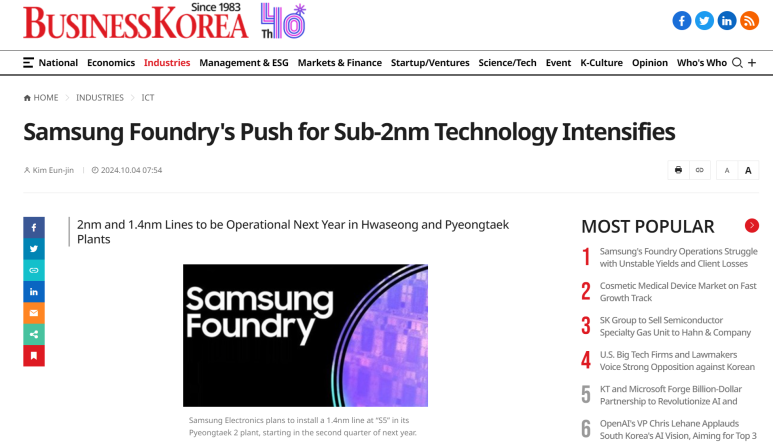 Since 1983
BUSINESSKOREA
40
Th
National Economics Industries Management & ESG Markets & Finance Startup/Ventures Science/Tech Event K-Culture Opinion Who's Who
HOME > INDUSTRIES > ICT
Samsung Foundry's Push for Sub-2nm Technology Intensifies
Kim Eun-jin | 2024.10.04 07:54
A A
2nm and 1.4nm Lines to be Operational Next Year in Hwaseong and Pyeongtaek
Plants
Samsung
Foundry
Samsung Electronics plans to install a 1.4nm line at "S5" in its
Pyeongtaek 2 plant, starting in the second quarter of next year.
MOST POPULAR
1 Samsung's Foundry Operations Struggle
with Unstable Yields and Client Losses
2 Cosmetic Medical Device Market on Fast
Growth Track
3 SK Group to Sell Semiconductor
Specialty Gas Unit to Hahn & Company
4 U.S. Big Tech Firms and Lawmakers
Voice Strong Opposition against Korean
5 KT and Microsoft Forge Billion-Dollar
Partnership to Revolutionize AI and
6 OpenAI's VP Chris Lehane Applauds
South Korea's AI Vision, Aiming for Top 3